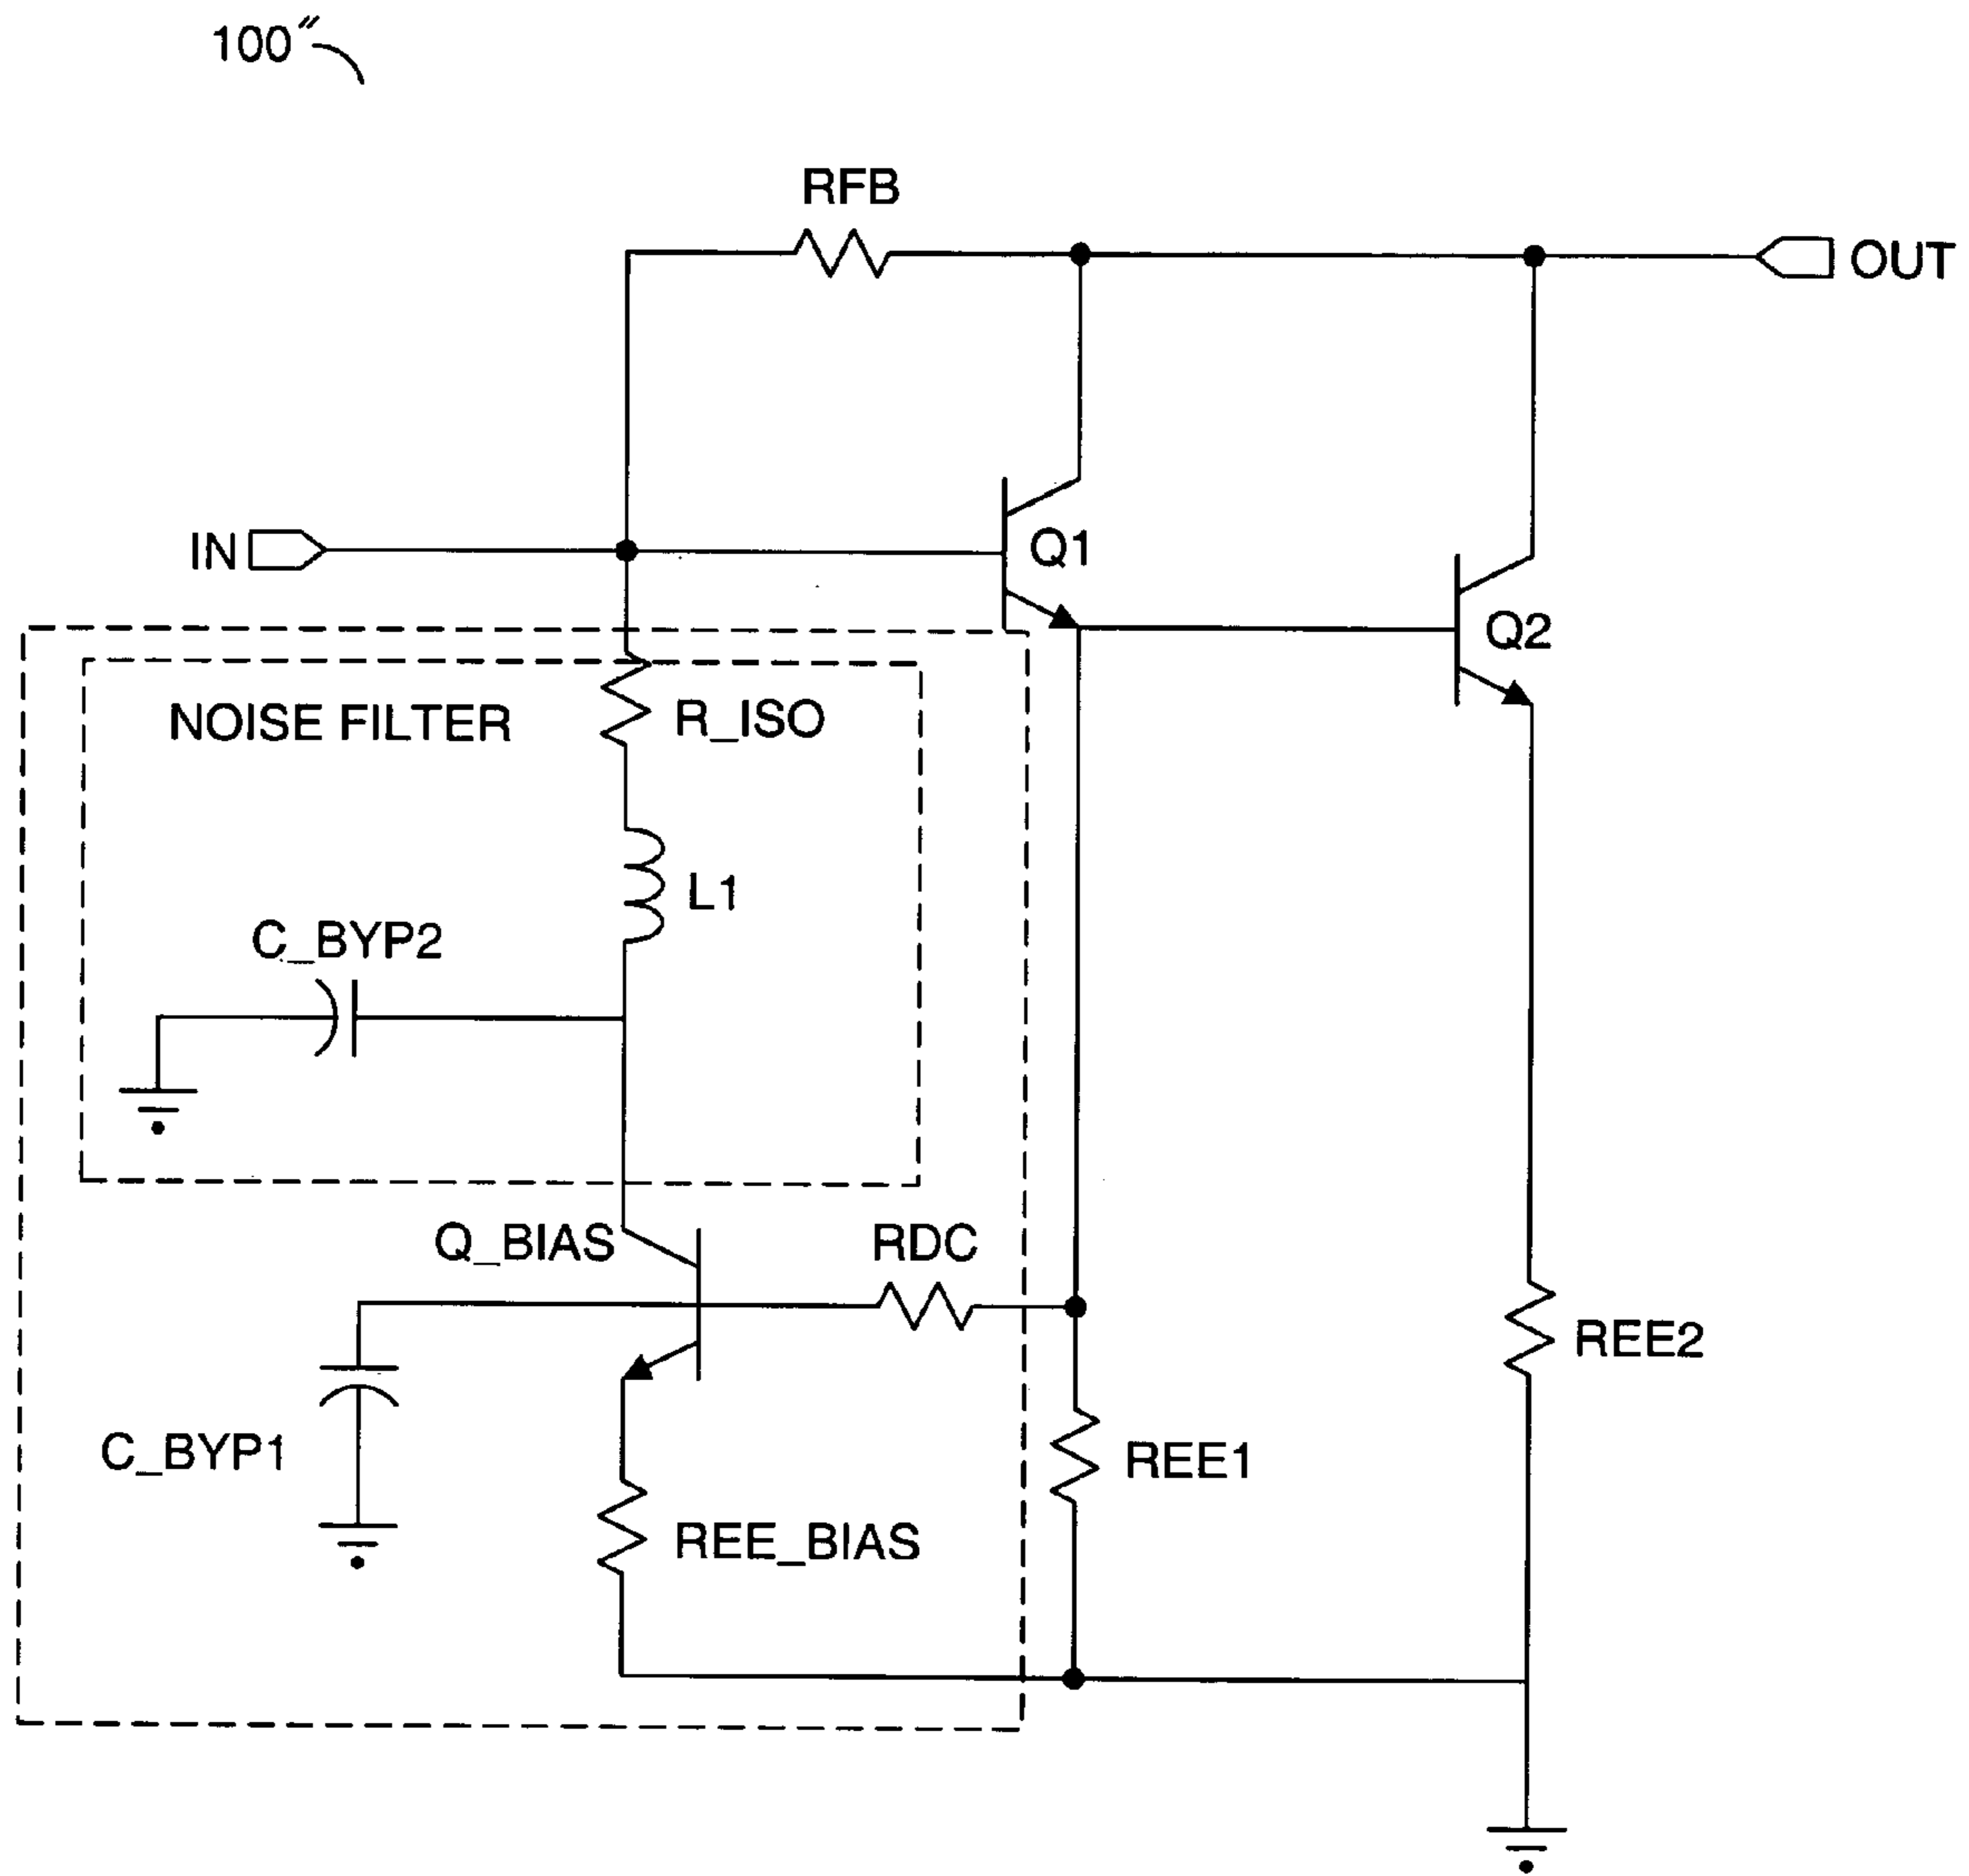 100″
RFB
OUT
IN
Q1
Q2
NOISE FILTER
R_ISO
L1
C_BYP2
Q_BIAS
RDC
REE2
C_BYP1
REE1
REE_BIAS